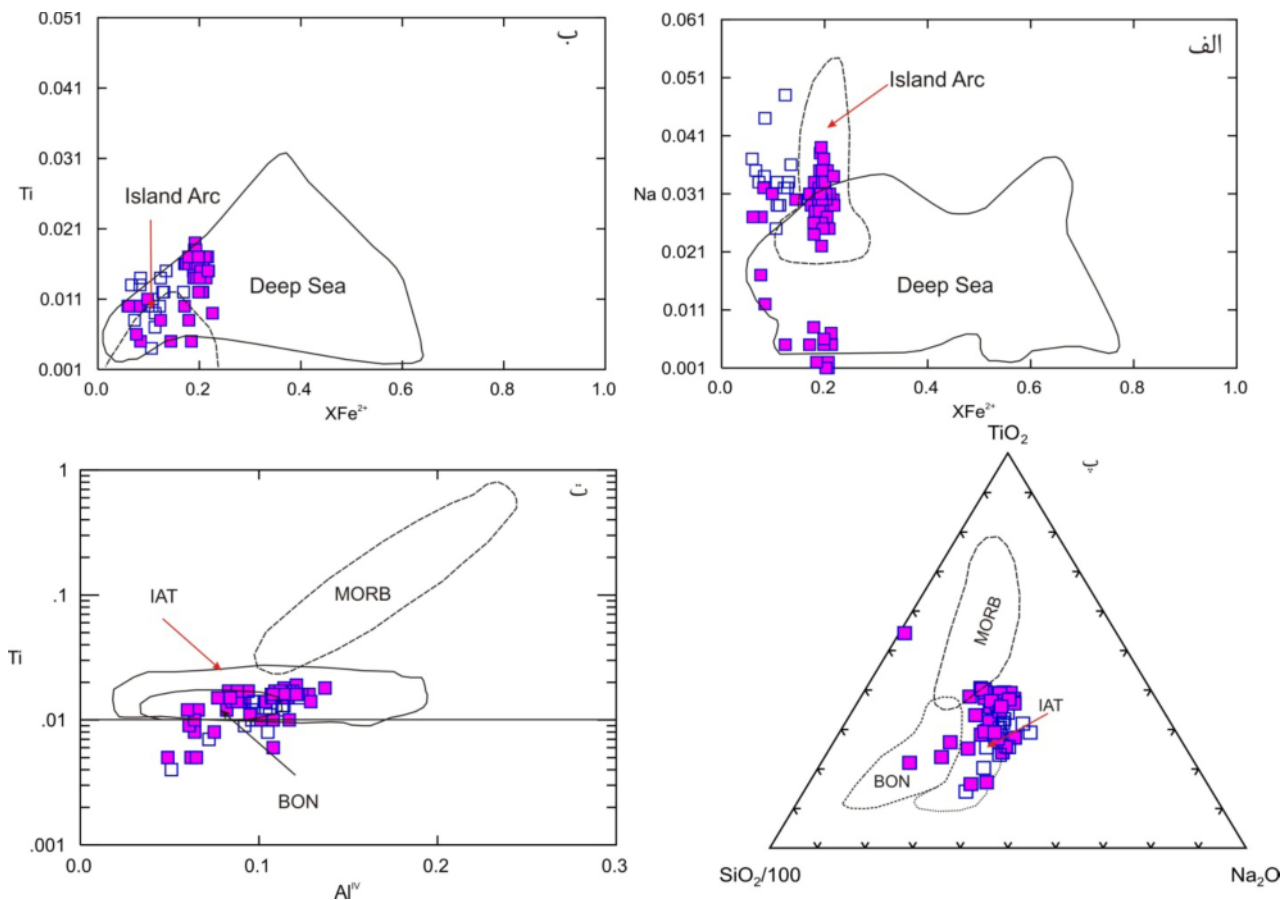 ب
0.051
0.041
0.031
0.021
0.011
0.001
Ti
Island Arc
Deep Sea
0.0
0.2
0.4
0.6
0.8
1.0
XFe²⁺
الف
0.061
0.051
0.041
0.031
0.021
0.011
0.001
Na
Island Arc
Deep Sea
0.0
0.2
0.4
0.6
0.8
1.0
XFe²⁺
ت
1
.1
.01
.001
Ti
IAT
MORB
BON
0.0
0.1
0.2
0.3
Alᴵⱽ
پ
TiO₂
MORB
IAT
BON
SiO₂/100
Na₂O